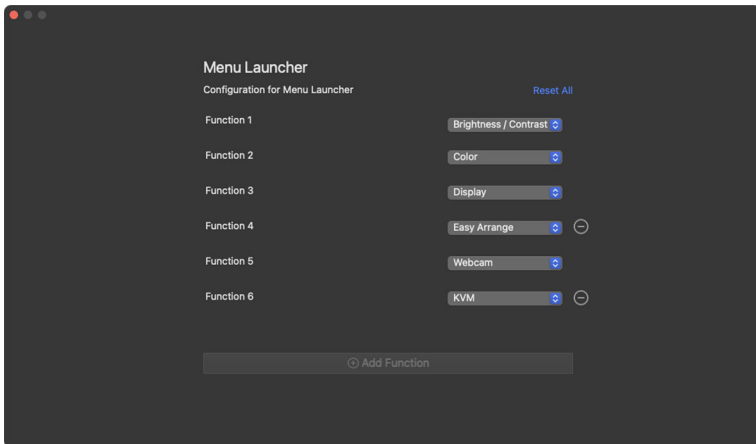 Menu Launcher
Configuration for Menu Launcher Reset All
Function 1 Brightness / Contrast
Function 2 Color
Function 3 Display
Function 4 Easy Arrange
Function 5 Webcam
Function 6 KVM
Add Function